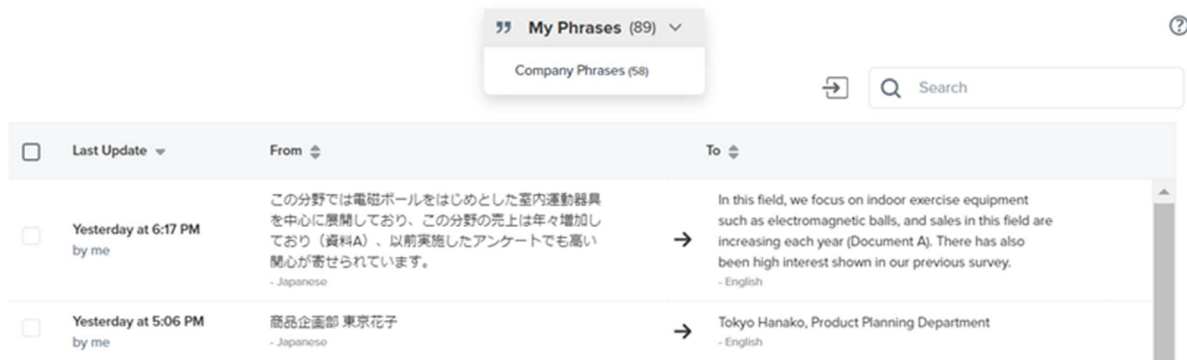 ” My Phrases (89)
Company Phrases (58)
?
Search
Last Update
From
To
Yesterday at 6:17 PM
by me
この分野では電磁ボールをはじめとした室内運動器具
を中心に展開しており、この分野の売上は年々増加し
ており（資料A）、以前実施したアンケートでも高い
関心が寄せられています。
- Japanese
In this field, we focus on indoor exercise equipment
such as electromagnetic balls, and sales in this field are
increasing each year (Document A). There has also
been high interest shown in our previous survey.
- English
Yesterday at 5:06 PM
by me
商品企画部 東京花子
- Japanese
Tokyo Hanako, Product Planning Department
- English